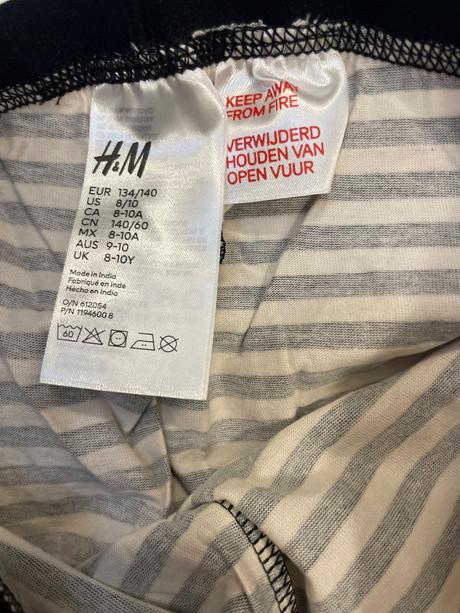 H&M
EUR 134/140
US 8/10
CA 8-10A
CN 140/60
MX 8-10A
AUS 9-10
UK 8-10Y
Made in India
Fabriqué en Inde
Hecho en India
O/N 612054
P/N 1194600 8
60
KEEP AWAY
FROM FIRE
VERWIJDERD
HOUDEN VAN
OPEN VUUR